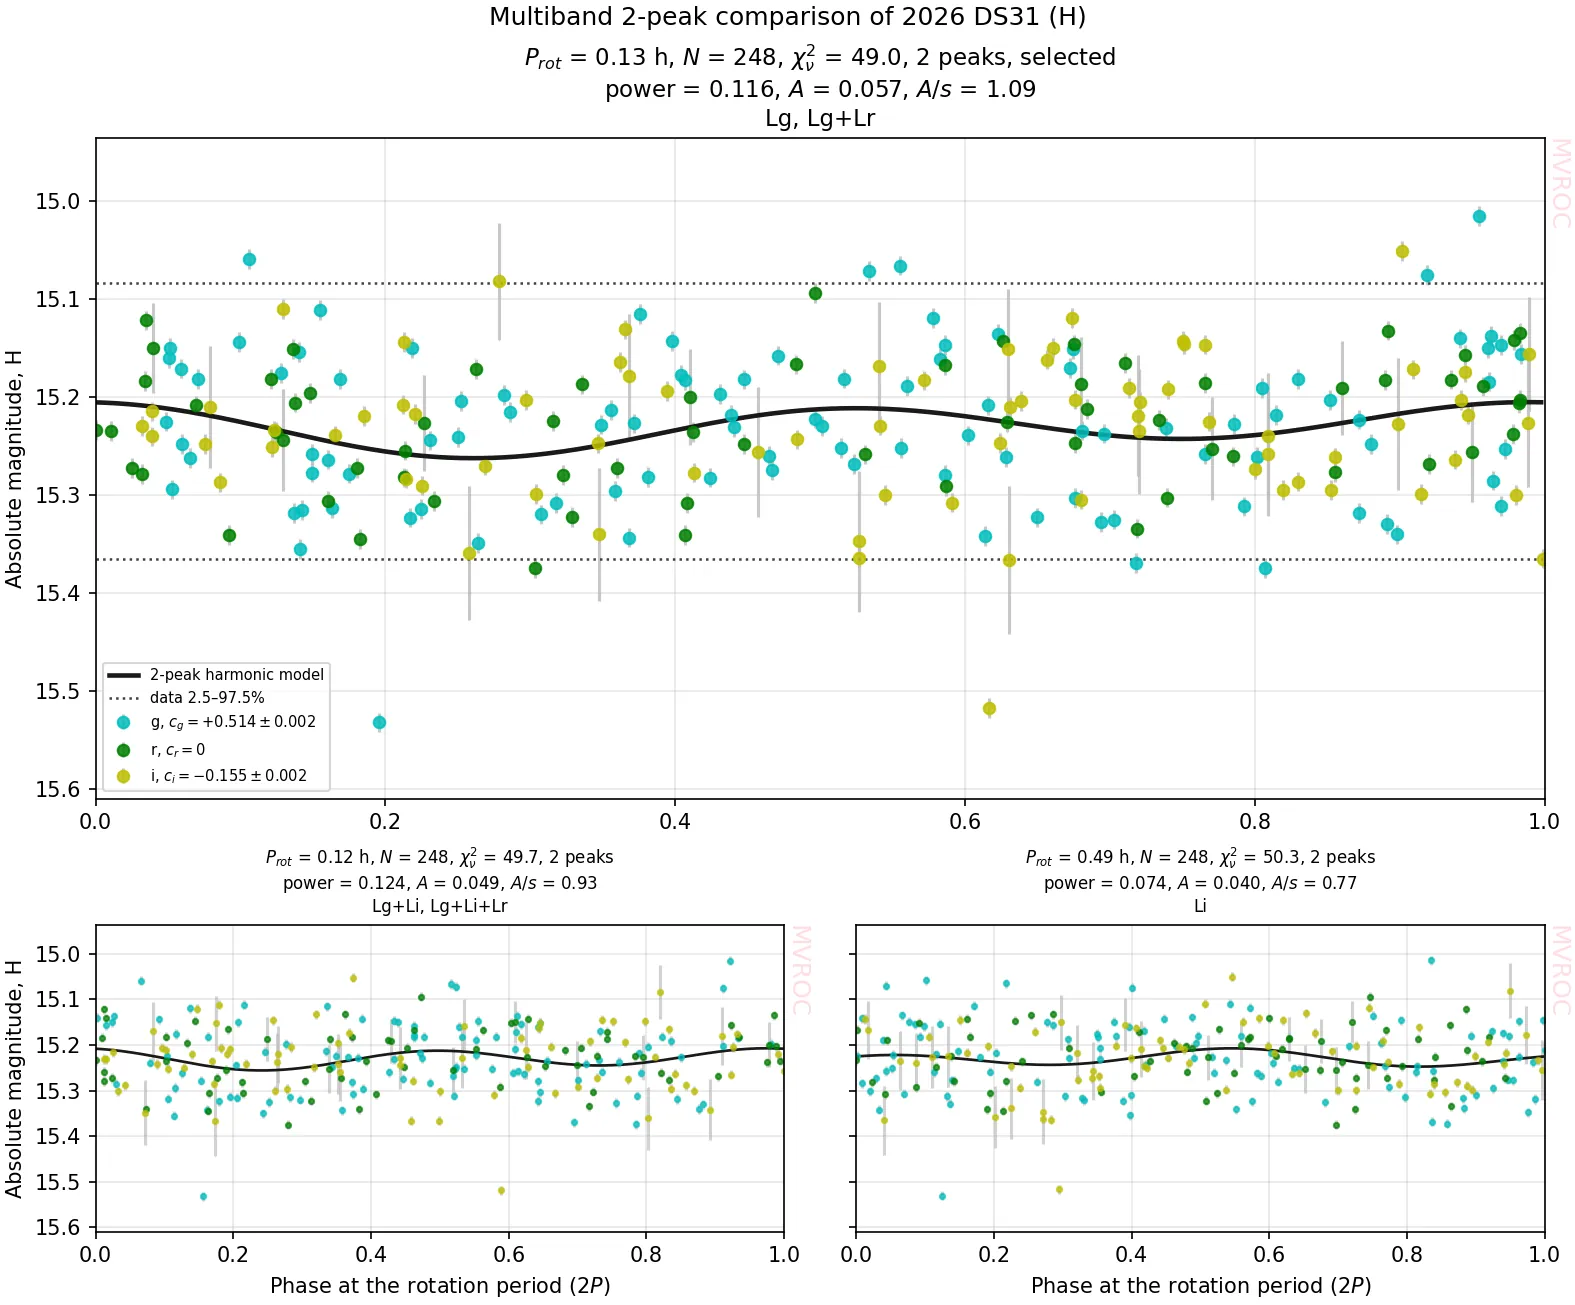 Multiband 2-peak comparison of 2026 DS31 (H)
P_rot = 0.13 h, N = 248, χ²_ν = 49.0, 2 peaks, selected
power = 0.116, A = 0.057, A/s = 1.09
Lg, Lg+Lr
MVROC
Absolute magnitude, H
15.0
15.1
15.2
15.3
15.4
15.5
15.6
2-peak harmonic model
data 2.5–97.5%
g, c_g = +0.514 ± 0.002
r, c_r = 0
i, c_i = −0.155 ± 0.002
0.0 0.2 0.4 0.6 0.8 1.0
P_rot = 0.12 h, N = 248, χ²_ν = 49.7, 2 peaks
power = 0.124, A = 0.049, A/s = 0.93
Lg+Li, Lg+Li+Lr
MVROC
Absolute magnitude, H
15.0
15.1
15.2
15.3
15.4
15.5
15.6
0.0 0.2 0.4 0.6 0.8 1.0
Phase at the rotation period (2P)
P_rot = 0.49 h, N = 248, χ²_ν = 50.3, 2 peaks
power = 0.074, A = 0.040, A/s = 0.77
Li
MVROC
0.0 0.2 0.4 0.6 0.8 1.0
Phase at the rotation period (2P)